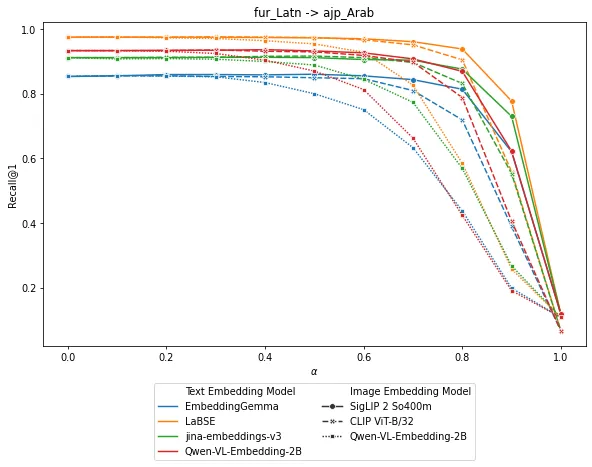 fur_Latn -> ajp_Arab
1.0
0.8
0.6
0.4
0.2
Recall@1
0.0 0.2 0.4 0.6 0.8 1.0
α
Text Embedding Model Image Embedding Model
EmbeddingGemma SigLIP 2 So400m
LaBSE CLIP ViT-B/32
jina-embeddings-v3 Qwen-VL-Embedding-2B
Qwen-VL-Embedding-2B